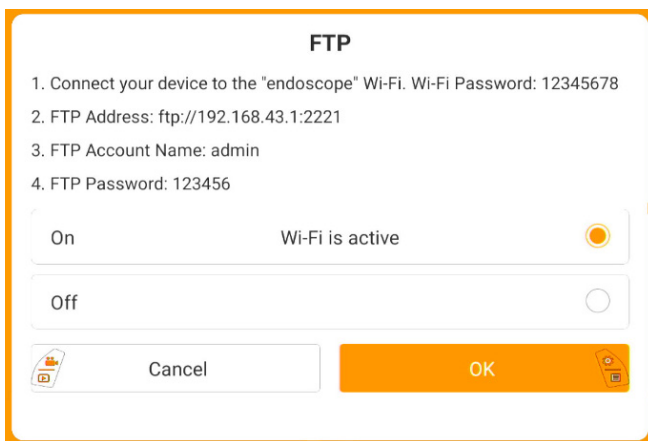 FTP
1. Connect your device to the "endoscope" Wi-Fi. Wi-Fi Password: 12345678
2. FTP Address: ftp://192.168.43.1:2221
3. FTP Account Name: admin
4. FTP Password: 123456
On Wi-Fi is active
Off
Cancel OK